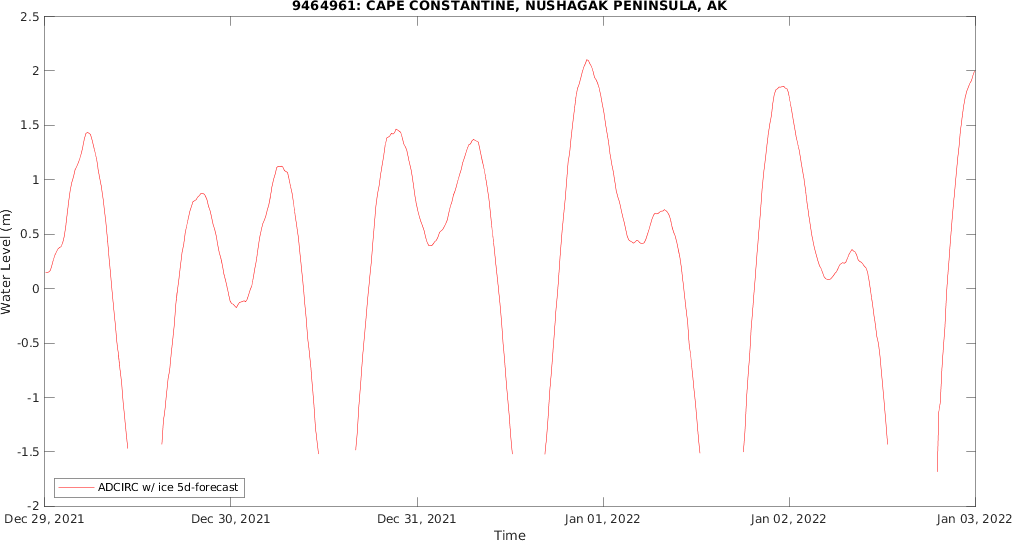 9464961: CAPE CONSTANTINE, NUSHAGAK PENINSULA, AK
2.5
2
1.5
1
0.5
0
-0.5
-1
-1.5
-2
Water Level (m)
ADCIRC w/ ice 5d-forecast
Dec 29, 2021 Dec 30, 2021 Dec 31, 2021 Jan 01, 2022 Jan 02, 2022 Jan 03, 2022
Time